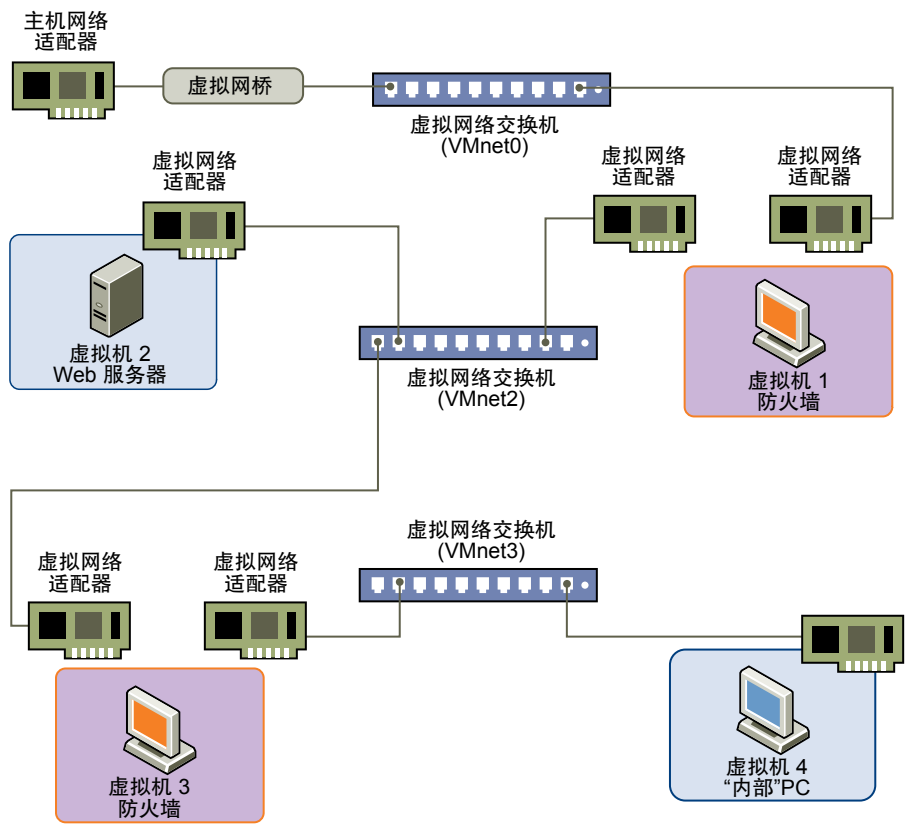 主机网络
适配器
虚拟网桥
虚拟网络交换机
(VMnet0)
虚拟网络
适配器
虚拟网络
适配器
虚拟网络
适配器
虚拟机 2
Web 服务器
虚拟网络交换机
(VMnet2)
虚拟机 1
防火墙
虚拟网络交换机
(VMnet3)
虚拟网络
适配器
虚拟网络
适配器
虚拟机 3
防火墙
虚拟机 4
“内部”PC